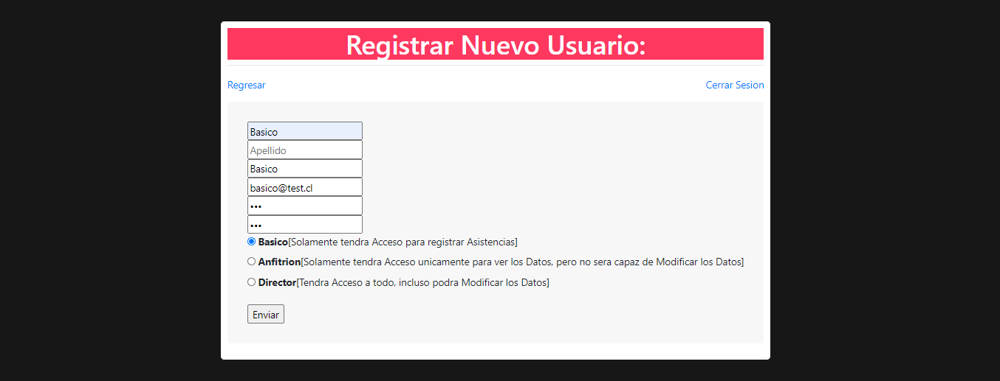 Registrar Nuevo Usuario:
Regresar
Cerrar Sesion
Basico
Apellido
Basico
basico@test.cl
•••
•••
Basico[Solamente tendra Acceso para registrar Asistencias]
Anfitrion[Solamente tendra Acceso unicamente para ver los Datos, pero no sera capaz de Modificar los Datos]
Director[Tendra Acceso a todo, incluso podra Modificar los Datos]
Enviar